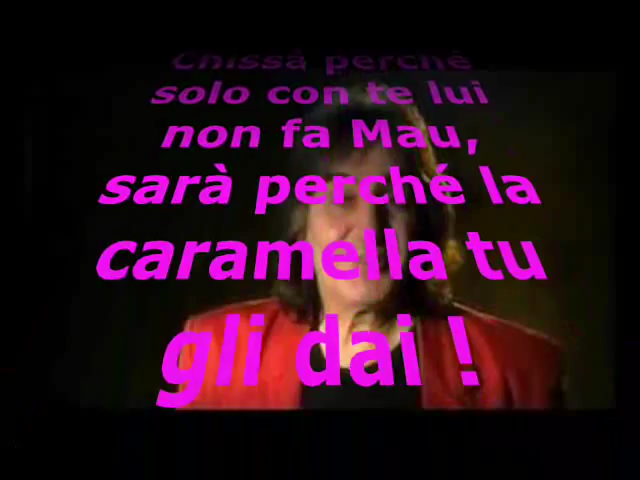 Chissà perché
solo con te lui
non fa Mau,
sarà perché la
caramella tu
gli dai !